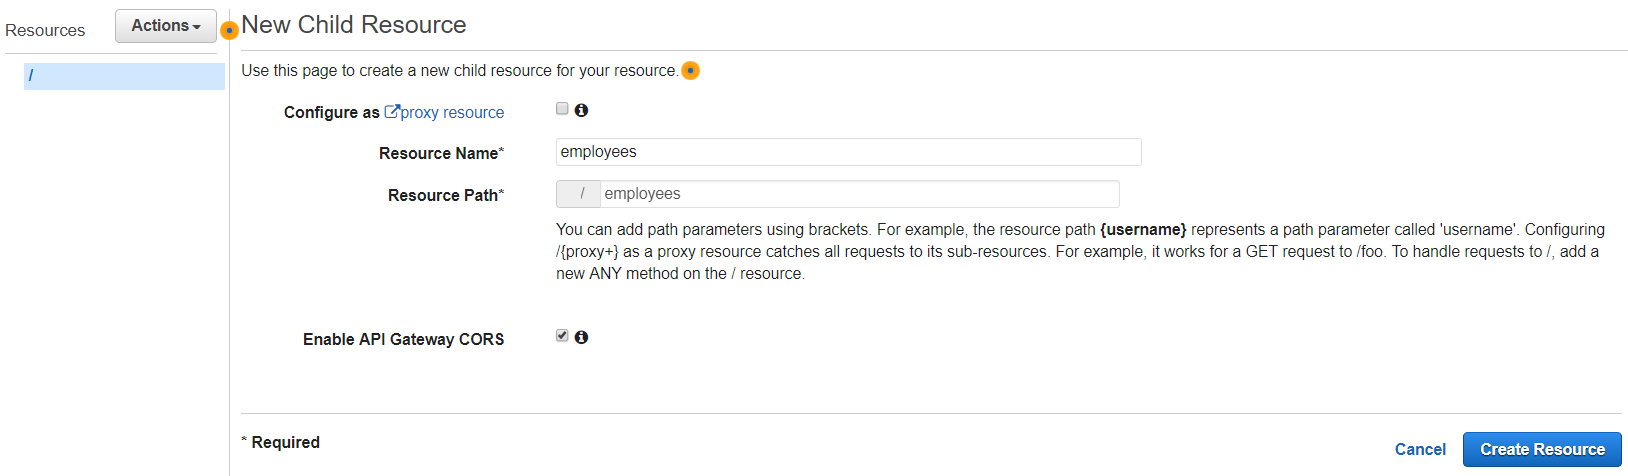 Resources
Actions
/
New Child Resource
Use this page to create a new child resource for your resource.
Configure as proxy resource
Resource Name*
employees
Resource Path*
/ employees
You can add path parameters using brackets. For example, the resource path {username} represents a path parameter called 'username'. Configuring
/{proxy+} as a proxy resource catches all requests to its sub-resources. For example, it works for a GET request to /foo. To handle requests to /, add a
new ANY method on the / resource.
Enable API Gateway CORS
* Required
Cancel
Create Resource